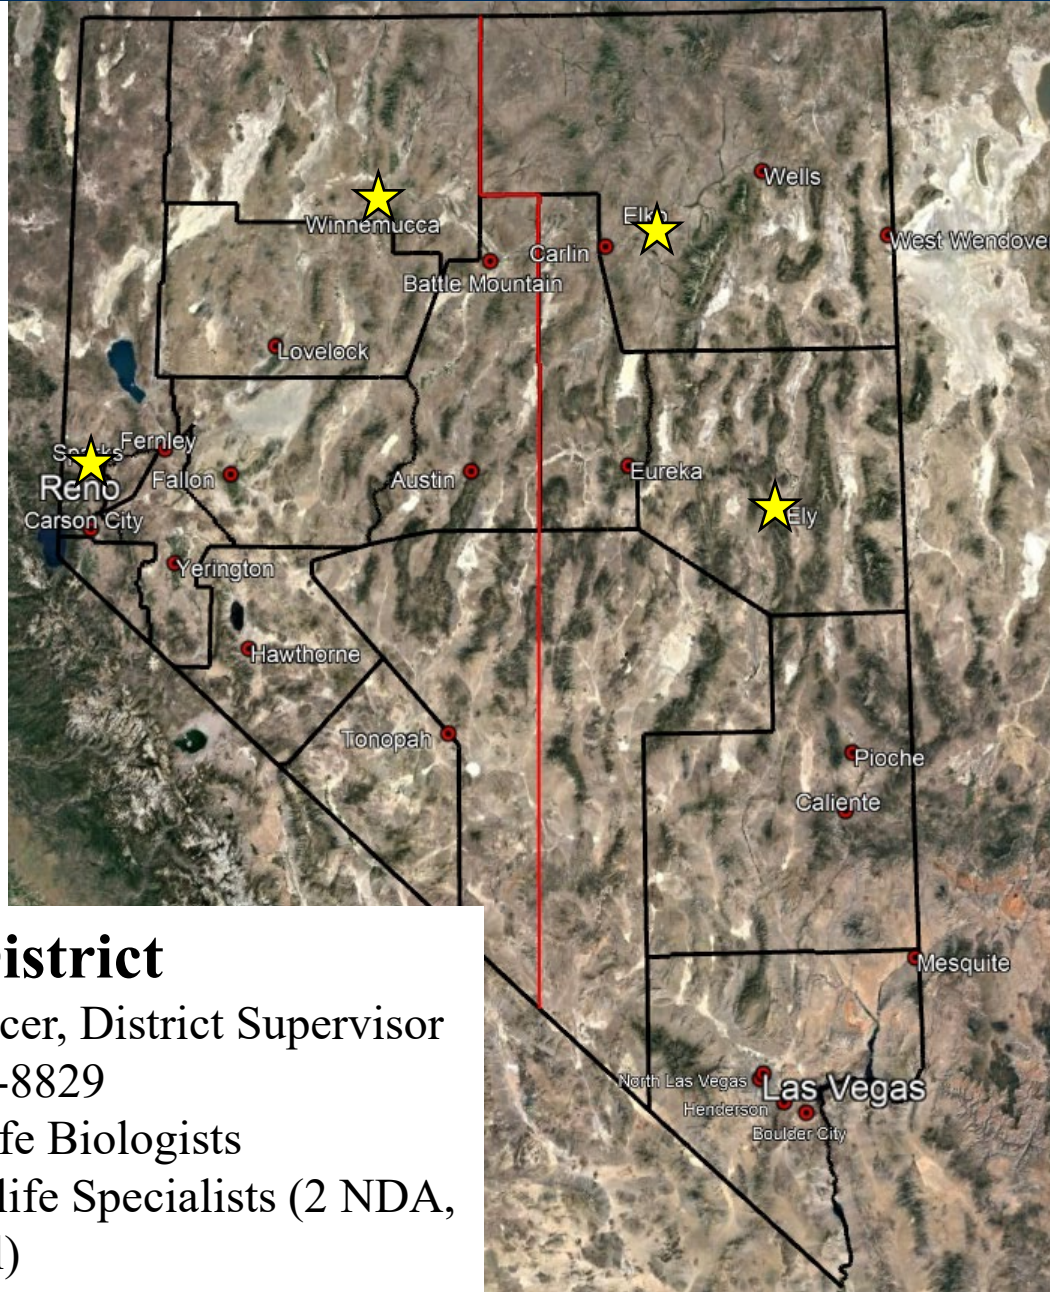 Wells
Elko
West Wendove
Winnemucca
Carlin
Battle Mountain
Lovelock
Sparks
Fernley
Reno
Fallon
Austin
Eureka
Carson City
Ely
Yerington
Hawthorne
Tonopah
Pioche
Caliente
istrict
cer, District Supervisor
-8829
fe Biologists
life Specialists (2 NDA,
)
Mesquite
North Las Vegas
Las Vegas
Henderson
Boulder City